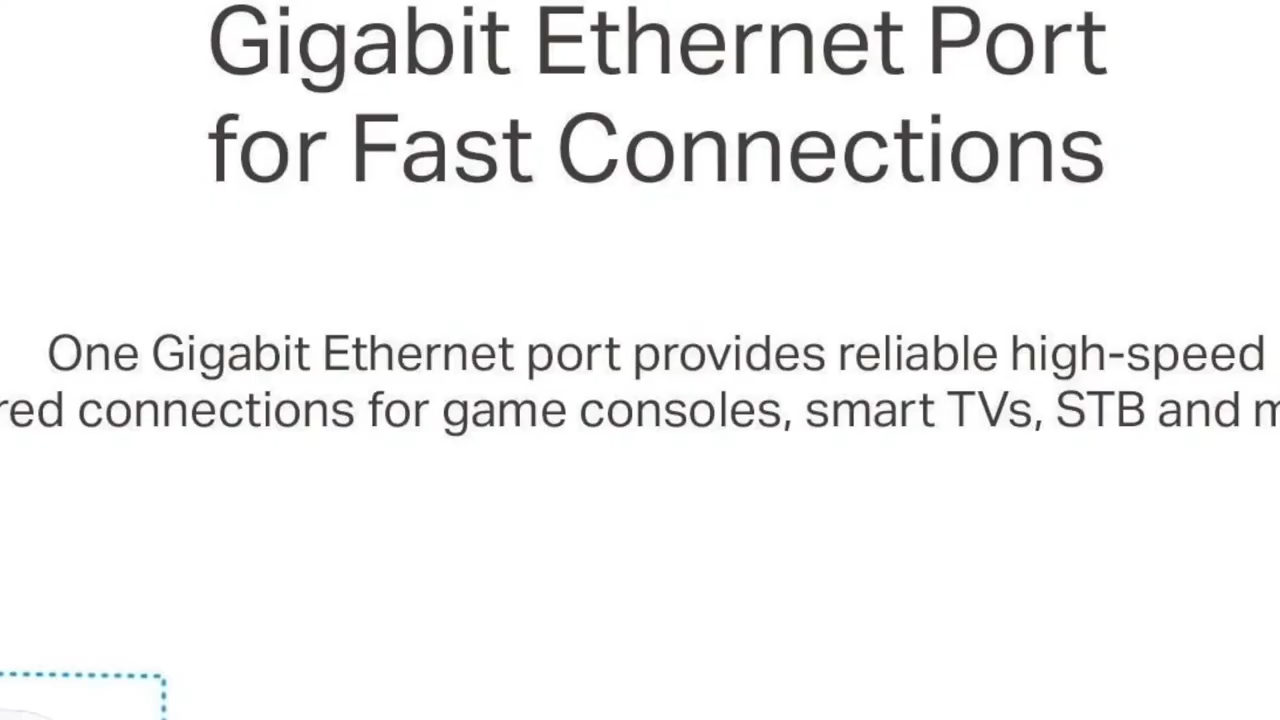 Gigabit Ethernet Port
for Fast Connections
One Gigabit Ethernet port provides reliable high-speed
connections for game consoles, smart TVs, STB and